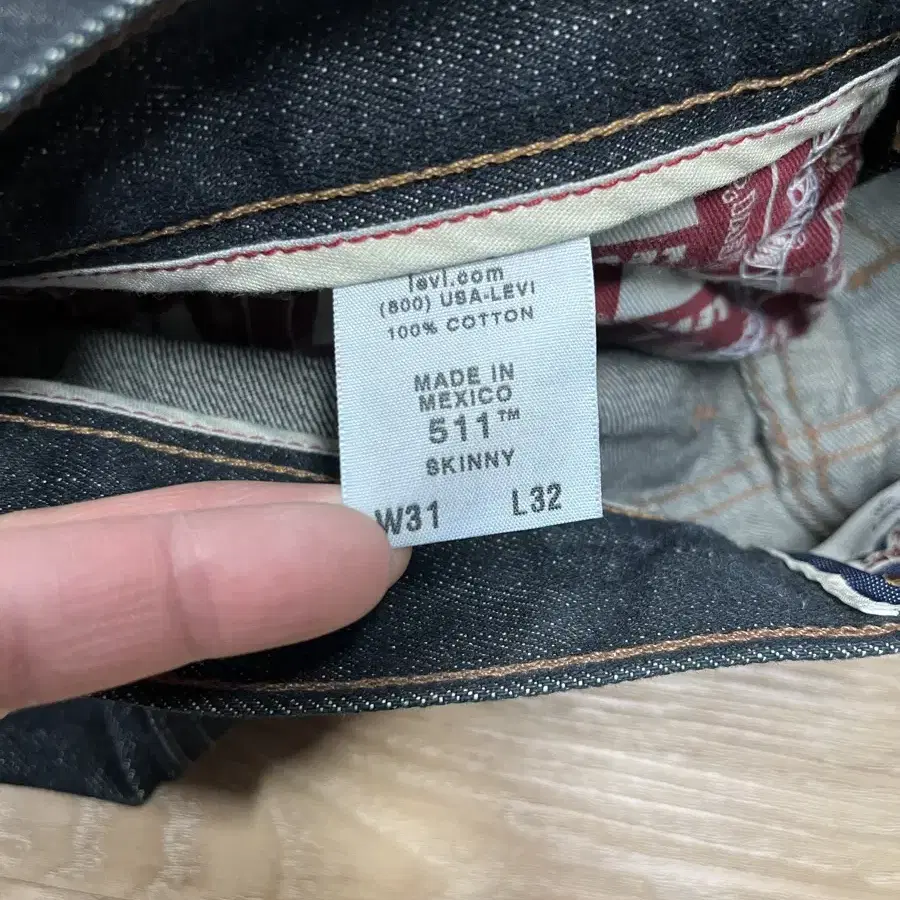 levi.com
(800) USA-LEVI
100% COTTON
MADE IN
MEXICO
511™
SKINNY
W31 L32